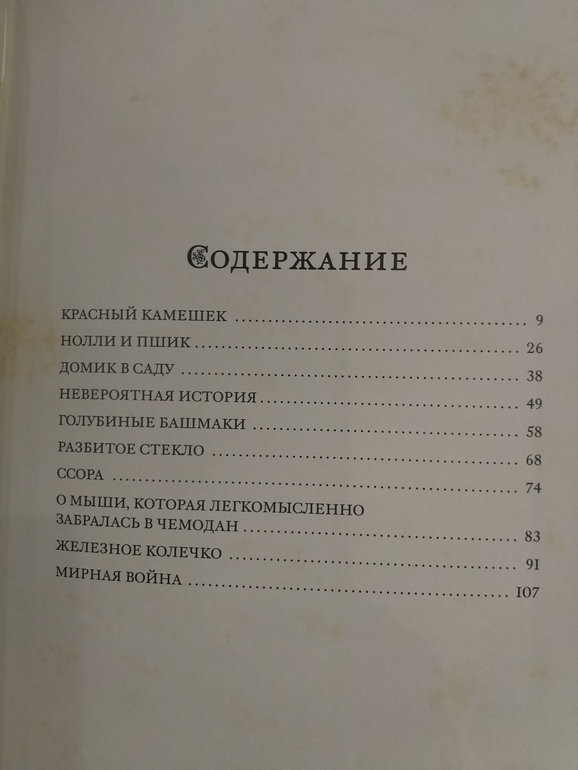 СОДЕРЖАНИЕ
КРАСНЫЙ КАМЕШЕК ........................................ 9
НОЛЛИ И ПШИК ........................................ 26
ДОМИК В САДУ ........................................ 38
НЕВЕРОЯТНАЯ ИСТОРИЯ ........................................ 49
ГОЛУБИНЫЕ БАШМАКИ ........................................ 58
РАЗБИТОЕ СТЕКЛО ........................................ 68
ССОРА ........................................ 74
О МЫШИ, КОТОРАЯ ЛЕГКОМЫСЛЕННО
ЗАБРАЛАСЬ В ЧЕМОДАН ........................................ 83
ЖЕЛЕЗНОЕ КОЛЕЧКО ........................................ 91
МИРНАЯ ВОЙНА ........................................ 107